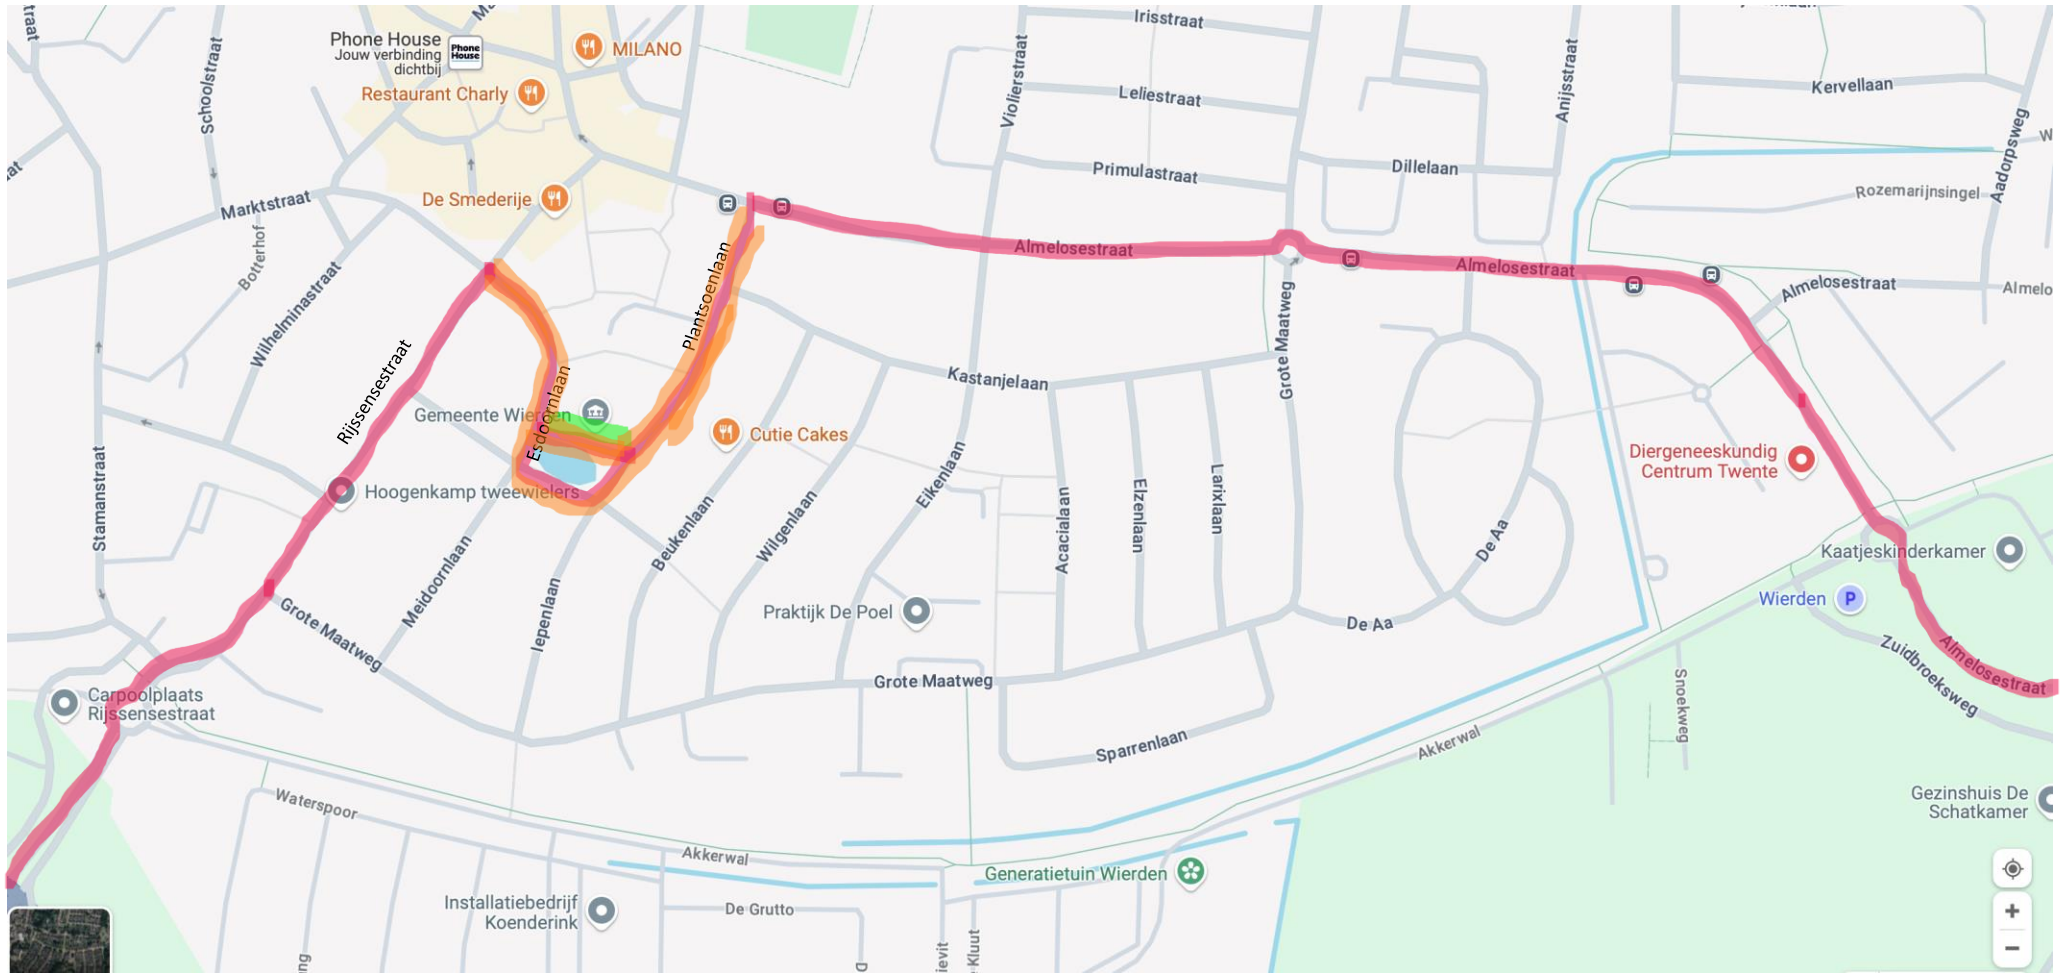 Irisstraat
Phone House
Jouw verbinding
dichtbij
Phone
House
MILANO
Restaurant Charly
Schoolstraat
Violierstraat
Leliestraat
Anijsstraat
Kervellaan
Aadorpsweg
Primulastraat
Dillelaan
De Smederije
Marktstraat
Rozemarijnsingel
Botterhof
Plantsoenlaan
Almelosestraat
Almelosestraat
Almelosestraat
Almelo
Wilhelminastraat
Rijssensestraat
Grote Maatweg
Kastanjelaan
Esdoornlaan
Gemeente Wierden
Cutie Cakes
Stamanstraat
Hoogenkamp tweewielers
Eikenlaan
Larixlaan
Elzenlaan
Acacialaan
Beukenlaan
Wilgenlaan
De Aa
Diergeneeskundig
Centrum Twente
Kaatjeskinderkamer
Meidoornlaan
Iepenlaan
Grote Maatweg
Praktijk De Poel
De Aa
Wierden
P
Zuidbroeksweg
Almelosestraat
Grote Maatweg
Snoekweg
Carpoolplaats
Rijssensestraat
Sparrenlaan
Akkerwal
Waterspoor
Gezinshuis De
Schatkamer
Akkerwal
Generatietuin Wierden
Installatiebedrijf
Koenderink
De Grutto
ievit
Kluut